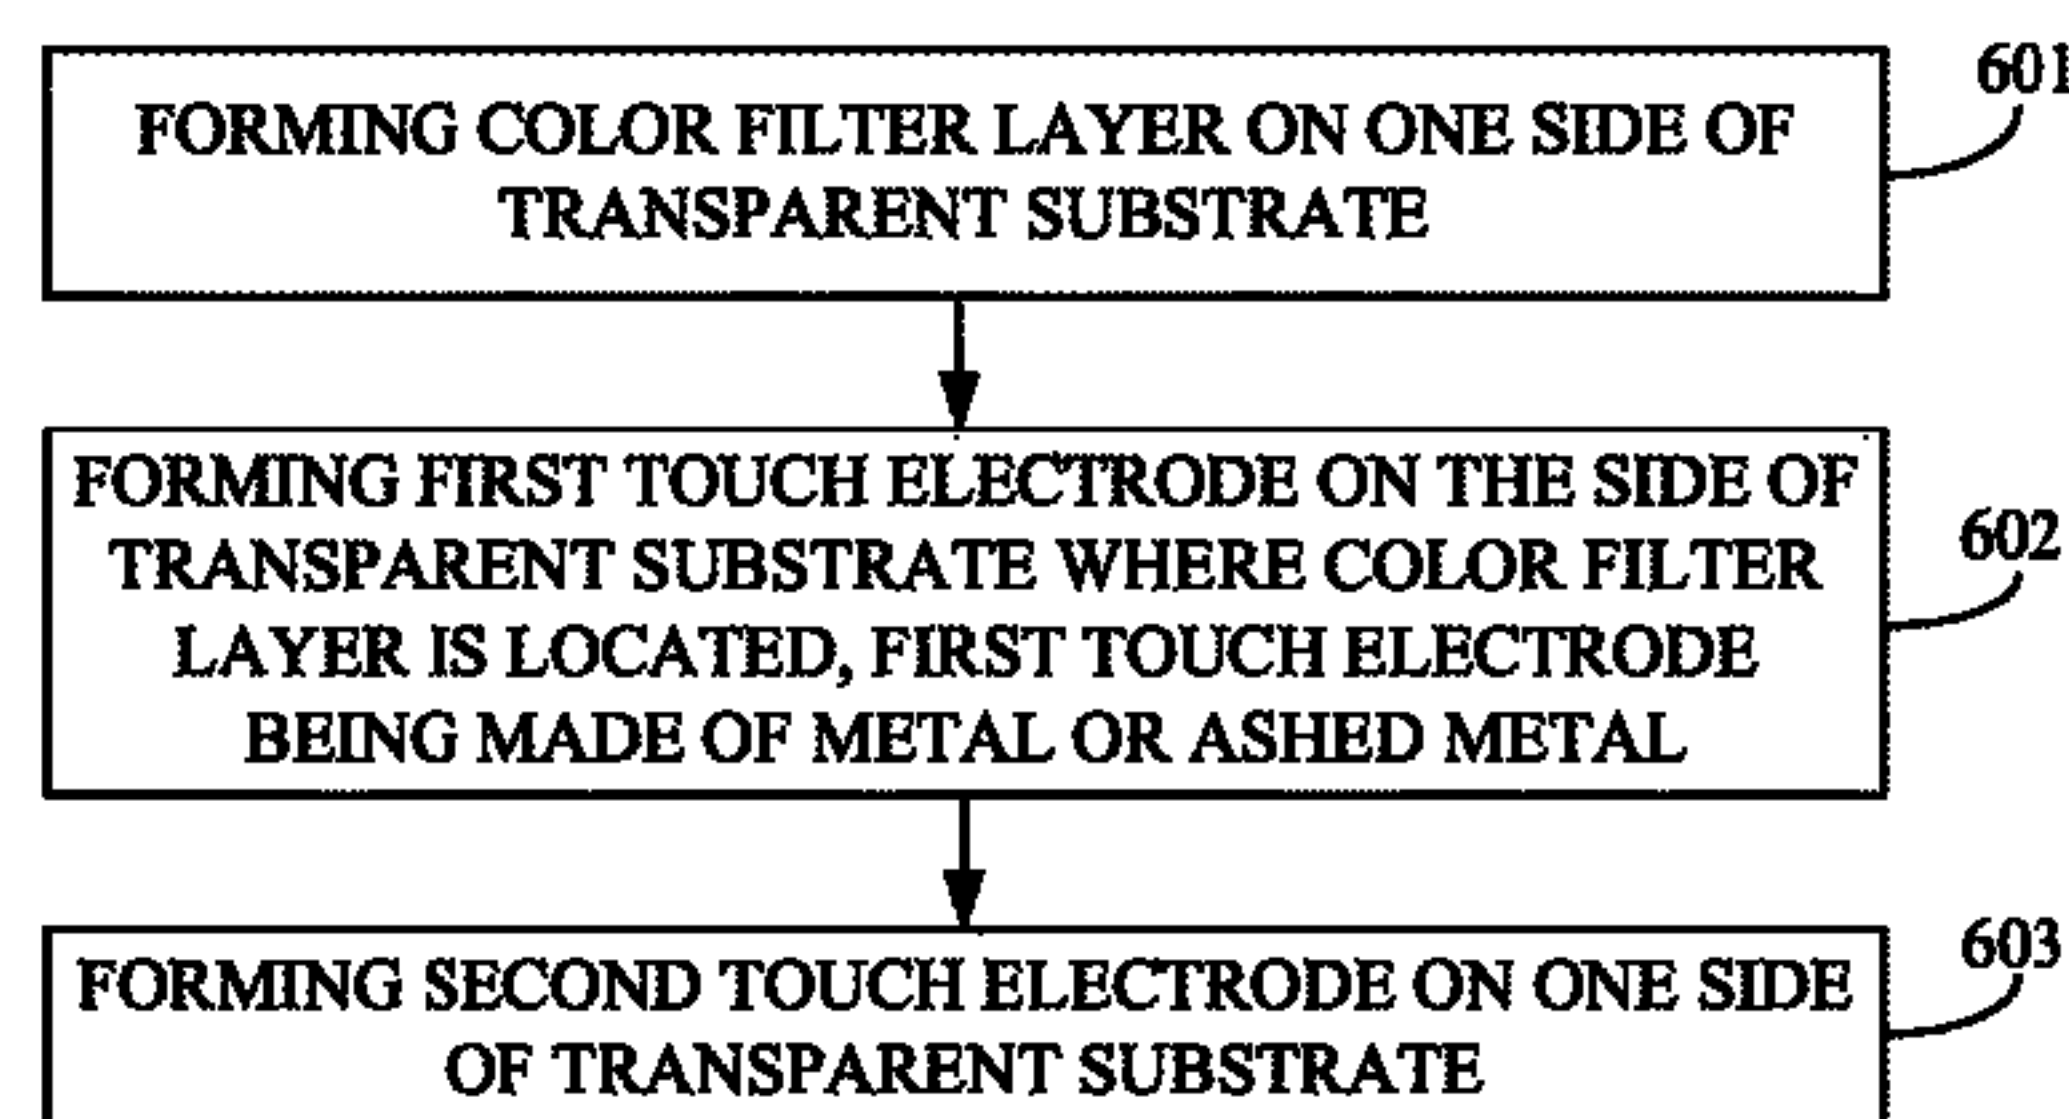 601
FORMING COLOR FILTER LAYER ON ONE SIDE OF
TRANSPARENT SUBSTRATE
FORMING FIRST TOUCH ELECTRODE ON THE SIDE OF
TRANSPARENT SUBSTRATE WHERE COLOR FILTER
LAYER IS LOCATED, FIRST TOUCH ELECTRODE
BEING MADE OF METAL OR ASHED METAL
602
FORMING SECOND TOUCH ELECTRODE ON ONE SIDE
OF TRANSPARENT SUBSTRATE
603